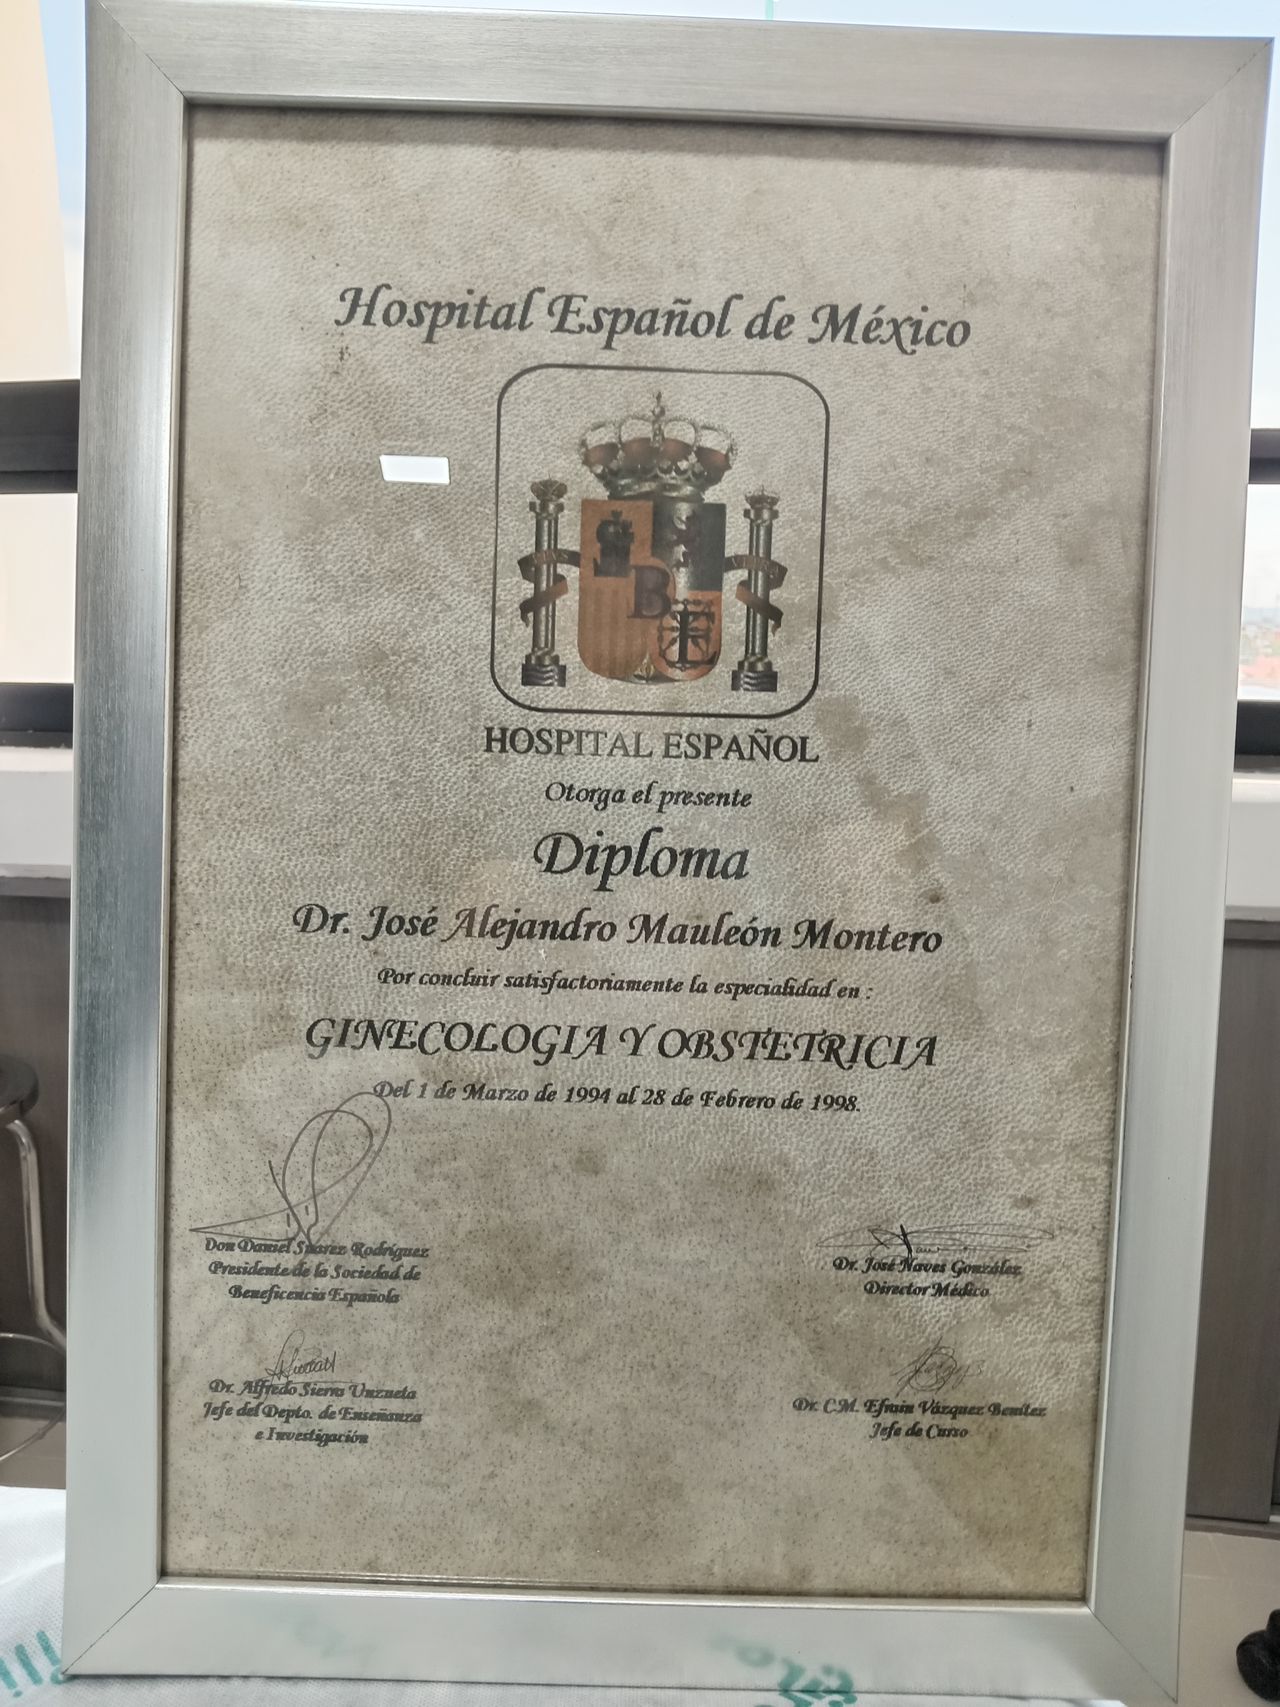 Hospital Español de México
B
E
HOSPITAL ESPAÑOL
Otorga el presente
Diploma
Dr. José Alejandro Mauleón Montero
Por concluir satisfactoriamente la especialidad en :
GINECOLOGIA Y OBSTETRICIA
Del 1 de Marzo de 1994 al 28 de Febrero de 1998.
Don Daniel Suarez Rodríguez
Presidente de la Sociedad de
Beneficencia Española
Dr. José Naves González
Director Médico
Dr. Alfredo Sierra Unzueta
Jefe del Depto. de Enseñanza
e Investigación
Dr. C.M. Efraín Vázquez Benítez
Jefe de Curso